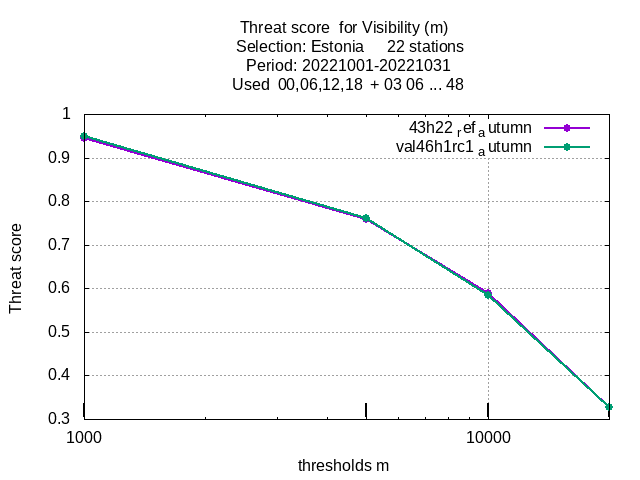 Threat score  for Visibility (m)
Selection: Estonia     22 stations
Period: 20221001-20221031
Used  00,06,12,18  + 03 06 ... 48
43h22 ref a utumn
val46h1rc1 a utumn
1
0.9
0.8
0.7
0.6
0.5
0.4
0.3
Threat score
1000
10000
thresholds m